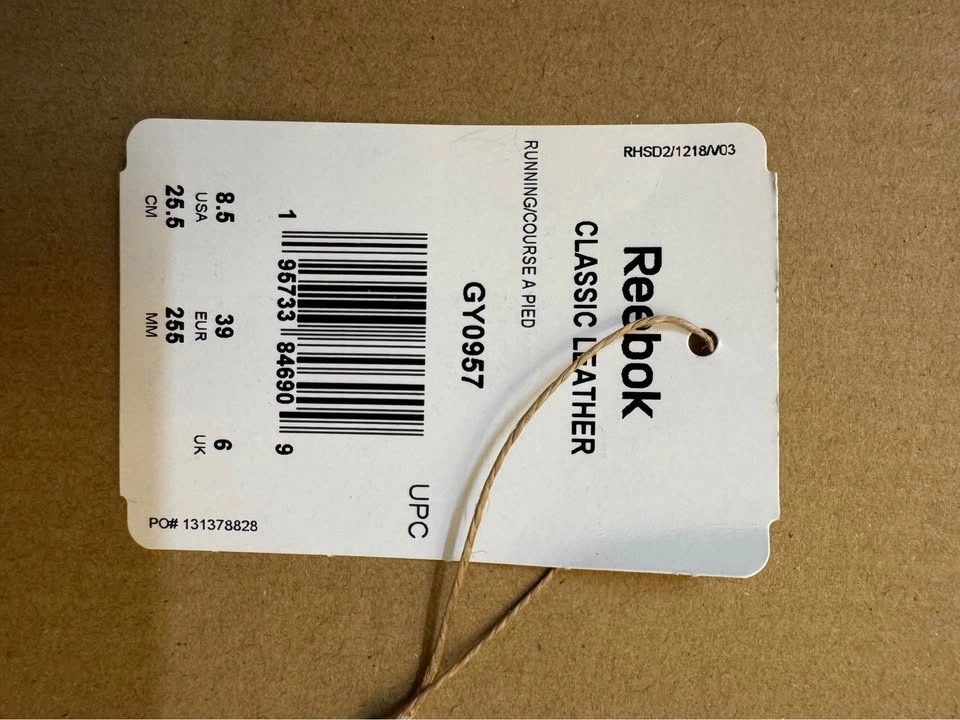 RHSD2/1218/V03
Reebok
CLASSIC LEATHER
RUNNING/COURSE A PIED
GY0957
UPC
1 95733 84690 9
8.5 39 6
USA EUR UK
25.5 255
CM MM
PO# 131378828